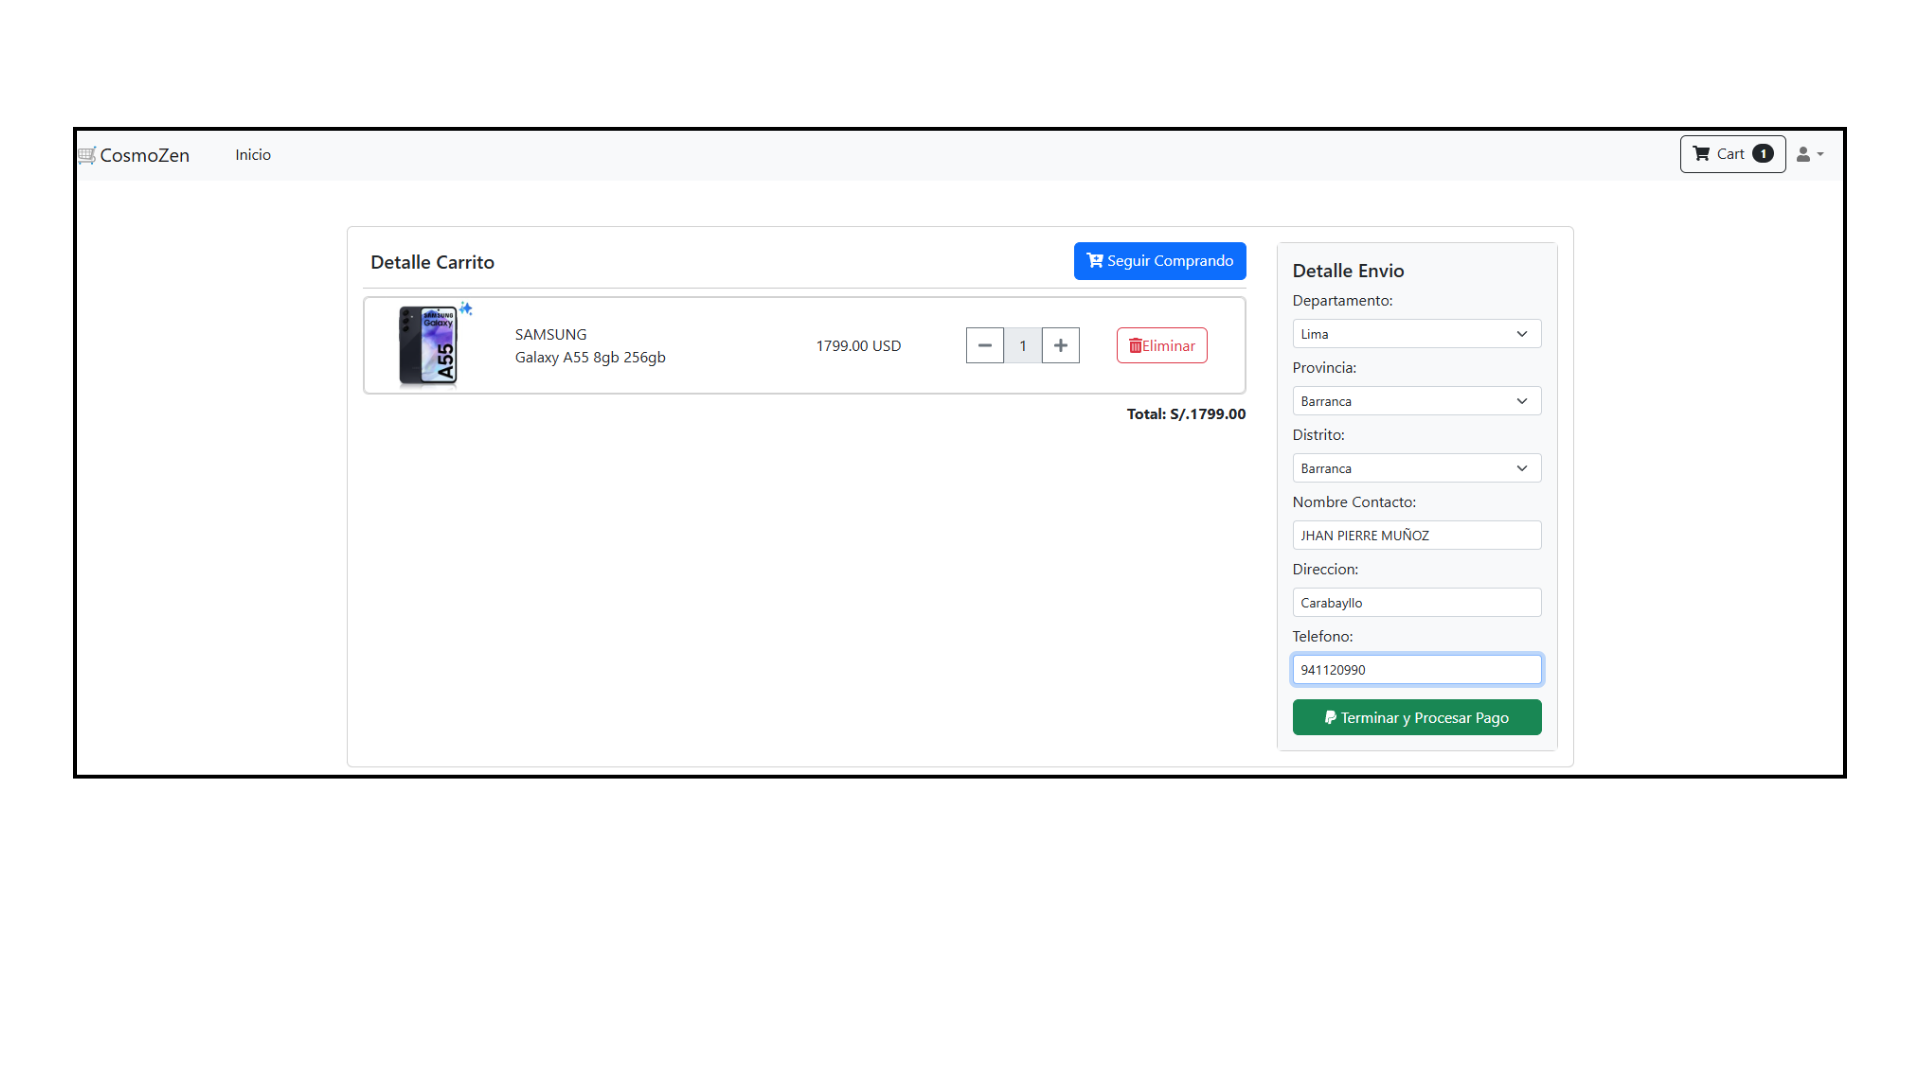 CosmoZen
Inicio
Cart 1
Detalle Carrito
Seguir Comprando
SAMSUNG
Galaxy
A55
SAMSUNG
Galaxy A55 8gb 256gb
1799.00 USD
1
Eliminar
Total: S/.1799.00
Detalle Envio
Departamento:
Lima
Provincia:
Barranca
Distrito:
Barranca
Nombre Contacto:
JHAN PIERRE MUÑOZ
Direccion:
Carabayllo
Telefono:
941120990
Terminar y Procesar Pago